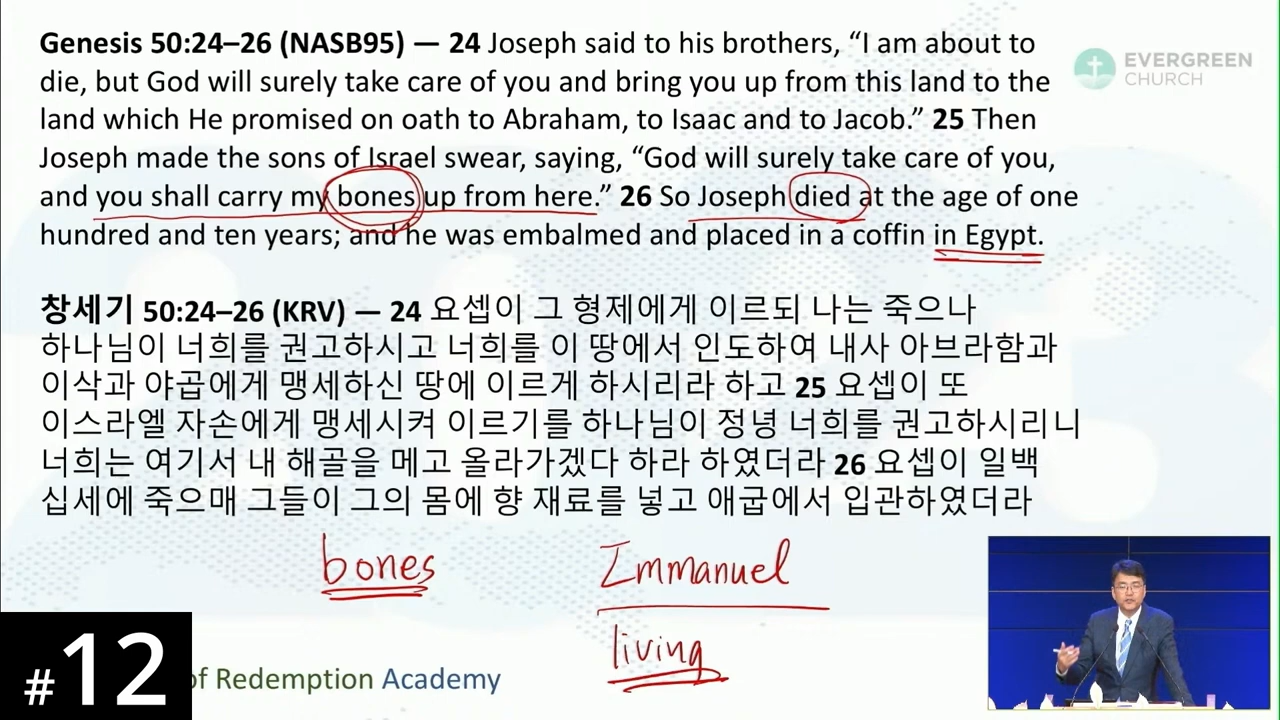 Genesis 50:24–26 (NASB95) — 24 Joseph said to his brothers, “I am about to
die, but God will surely take care of you and bring you up from this land to the
land which He promised on oath to Abraham, to Isaac and to Jacob.” 25 Then
Joseph made the sons of Israel swear, saying, “God will surely take care of you,
and you shall carry my bones up from here.” 26 So Joseph died at the age of one
hundred and ten years; and he was embalmed and placed in a coffin in Egypt.
EVERGREEN
CHURCH
창세기 50:24–26 (KRV) — 24 요셉이 그 형제에게 이르되 나는 죽으나
하나님이 너희를 권고하시고 너희를 이 땅에서 인도하여 내사 아브라함과
이삭과 야곱에게 맹세하신 땅에 이르게 하시리라 하고 25 요셉이 또
이스라엘 자손에게 맹세시켜 이르기를 하나님이 정녕 너희를 권고하시리니
너희는 여기서 내 해골을 메고 올라가겠다 하라 하였더라 26 요셉이 일백
십세에 죽으매 그들이 그의 몸에 향 재료를 넣고 애굽에서 입관하였더라
bones
Immanuel
living
#12
of Redemption Academy